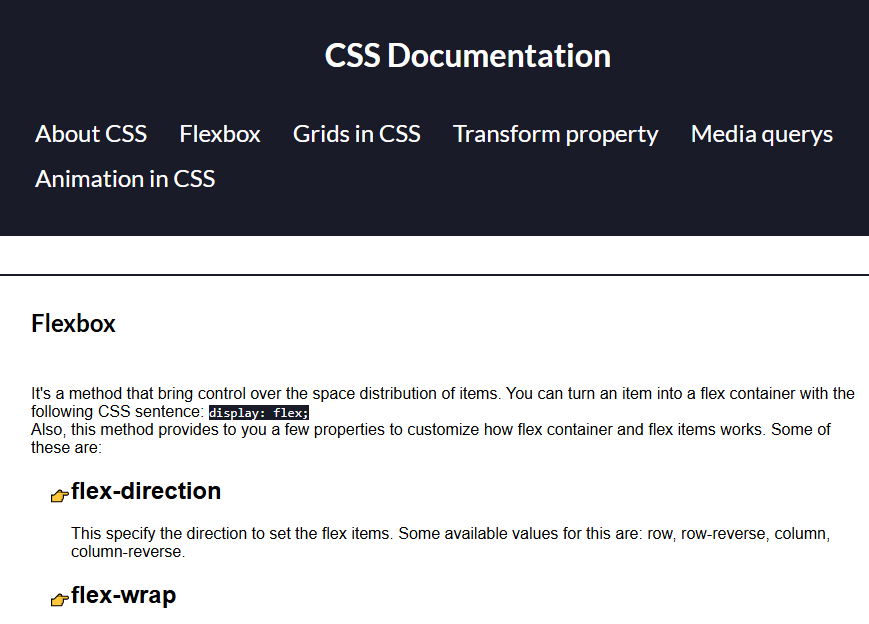 CSS Documentation
About CSS Flexbox Grids in CSS Transform property Media querys
Animation in CSS
Flexbox
It's a method that bring control over the space distribution of items. You can turn an item into a flex container with the
following CSS sentence: display: flex;
Also, this method provides to you a few properties to customize how flex container and flex items works. Some of
these are:
flex-direction
This specify the direction to set the flex items. Some available values for this are: row, row-reverse, column,
column-reverse.
flex-wrap